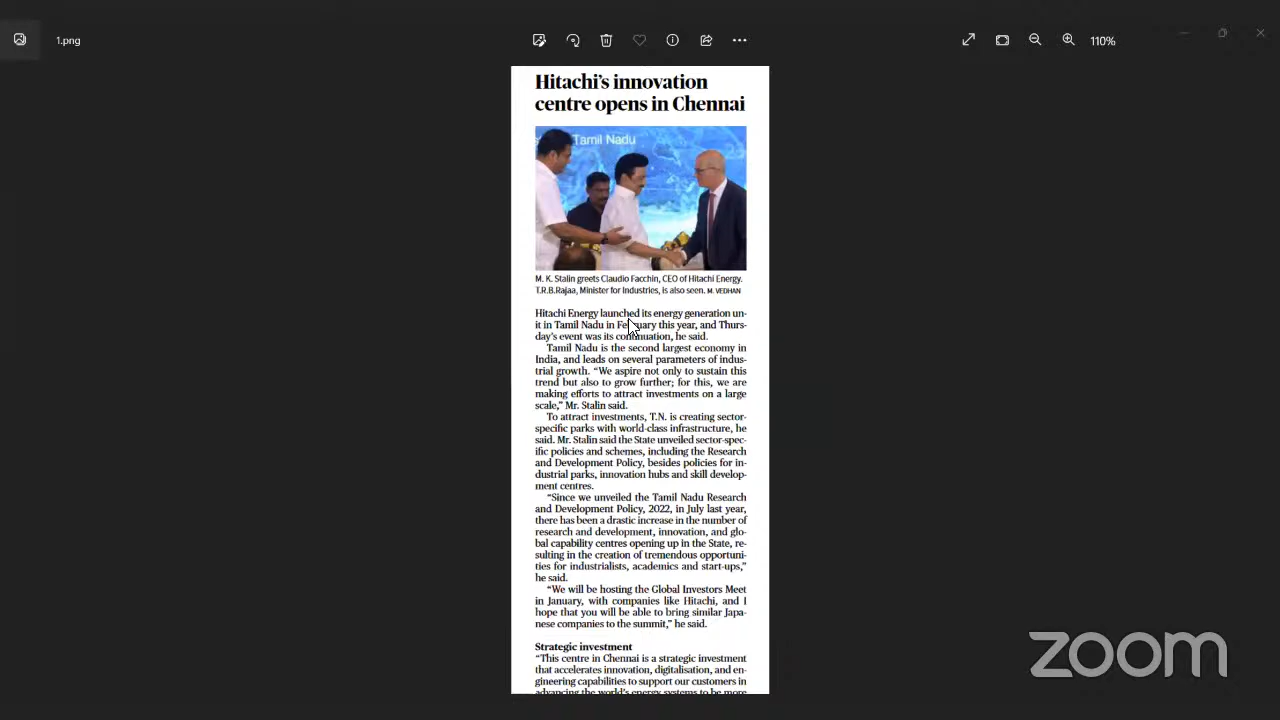 1.png
110%
Hitachi's innovation
centre opens in Chennai
Tamil Nadu
M. K. Stalin greets Claudio Facchin, CEO of Hitachi Energy.
T.R.B.Rajaa, Minister for Industries, is also seen. M. VEDHAN
Hitachi Energy launched its energy generation un-
it in Tamil Nadu in February this year, and Thurs-
day's event was its continuation, he said.
Tamil Nadu is the second largest economy in
India, and leads on several parameters of indus-
trial growth. “We aspire not only to sustain this
trend but also to grow further; for this, we are
making efforts to attract investments on a large
scale,” Mr. Stalin said.
To attract investments, T.N. is creating sector-
specific parks with world-class infrastructure, he
said. Mr. Stalin said the State unveiled sector-spec-
ific policies and schemes, including the Research
and Development Policy, besides policies for in-
dustrial parks, innovation hubs and skill develop-
ment centres.
“Since we unveiled the Tamil Nadu Research
and Development Policy, 2022, in July last year,
there has been a drastic increase in the number of
research and development, innovation, and glo-
bal capability centres opening up in the State, re-
sulting in the creation of tremendous opportuni-
ties for industrialists, academics and start-ups,”
he said.
“We will be hosting the Global Investors Meet
in January, with companies like Hitachi, and I
hope that you will be able to bring similar Japa-
nese companies to the summit,” he said.
Strategic investment
“This centre in Chennai is a strategic investment
that accelerates innovation, digitalisation, and en-
gineering capabilities to support our customers in
advancing the world's energy systems to be more
zoom